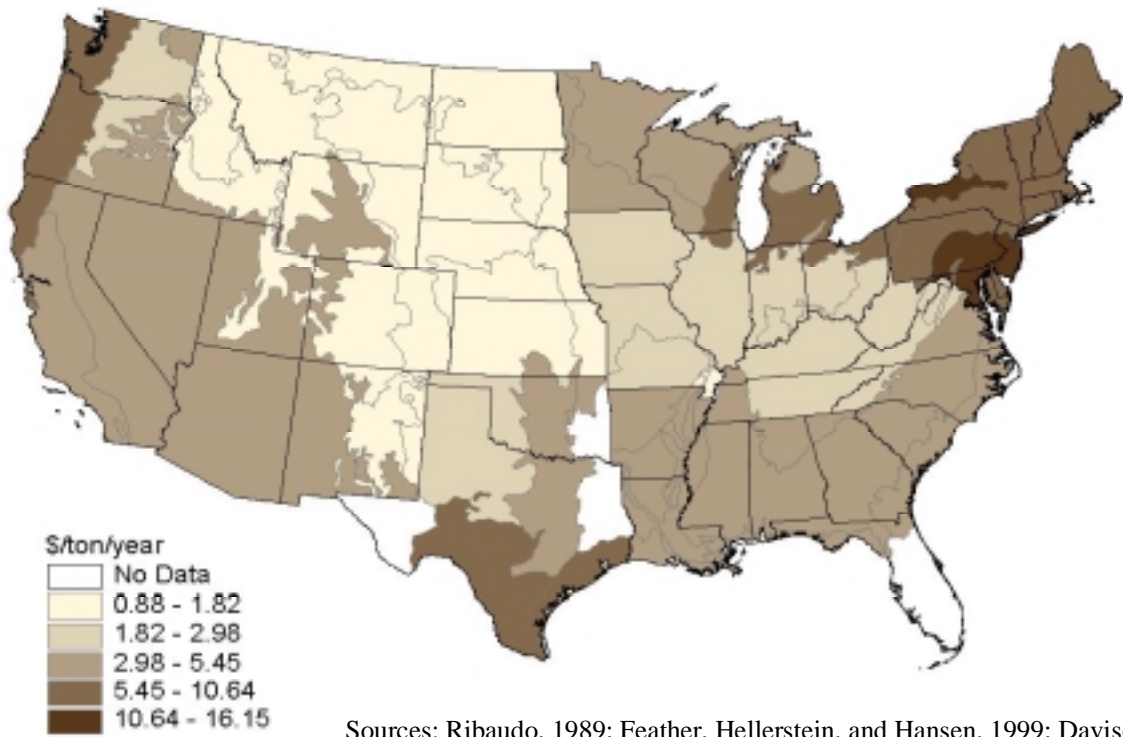 $/ton/year
No Data
0.88 - 1.82
1.82 - 2.98
2.98 - 5.45
5.45 - 10.64
10.64 - 16.15
Sources: Ribaudo, 1989; Feather, Hellerstein, and Hansen, 1999; Davis